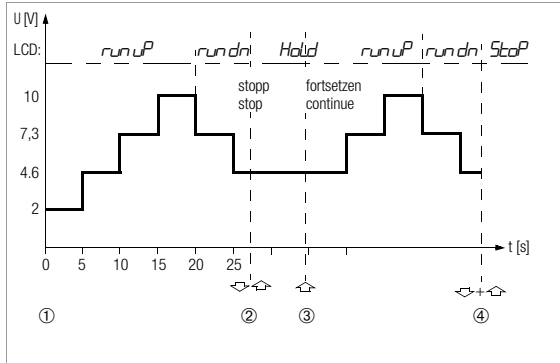 U [V]
LCD: run uP run dn Hold run uP run dn StoP
stopp fortsetzen
stop continue
10
7,3
4.6
2
t [s]
0 5 10 15 20 25
+
① ② ③ ④